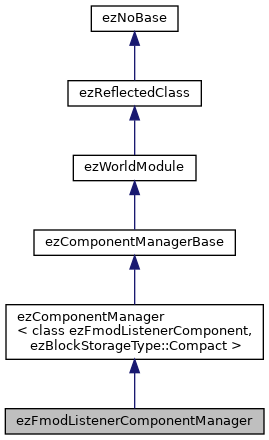 ezNoBase
ezReflectedClass
ezWorldModule
ezComponentManagerBase
ezComponentManager
< class ezFmodListenerComponent,
ezBlockStorageType::Compact >
ezFmodListenerComponentManager